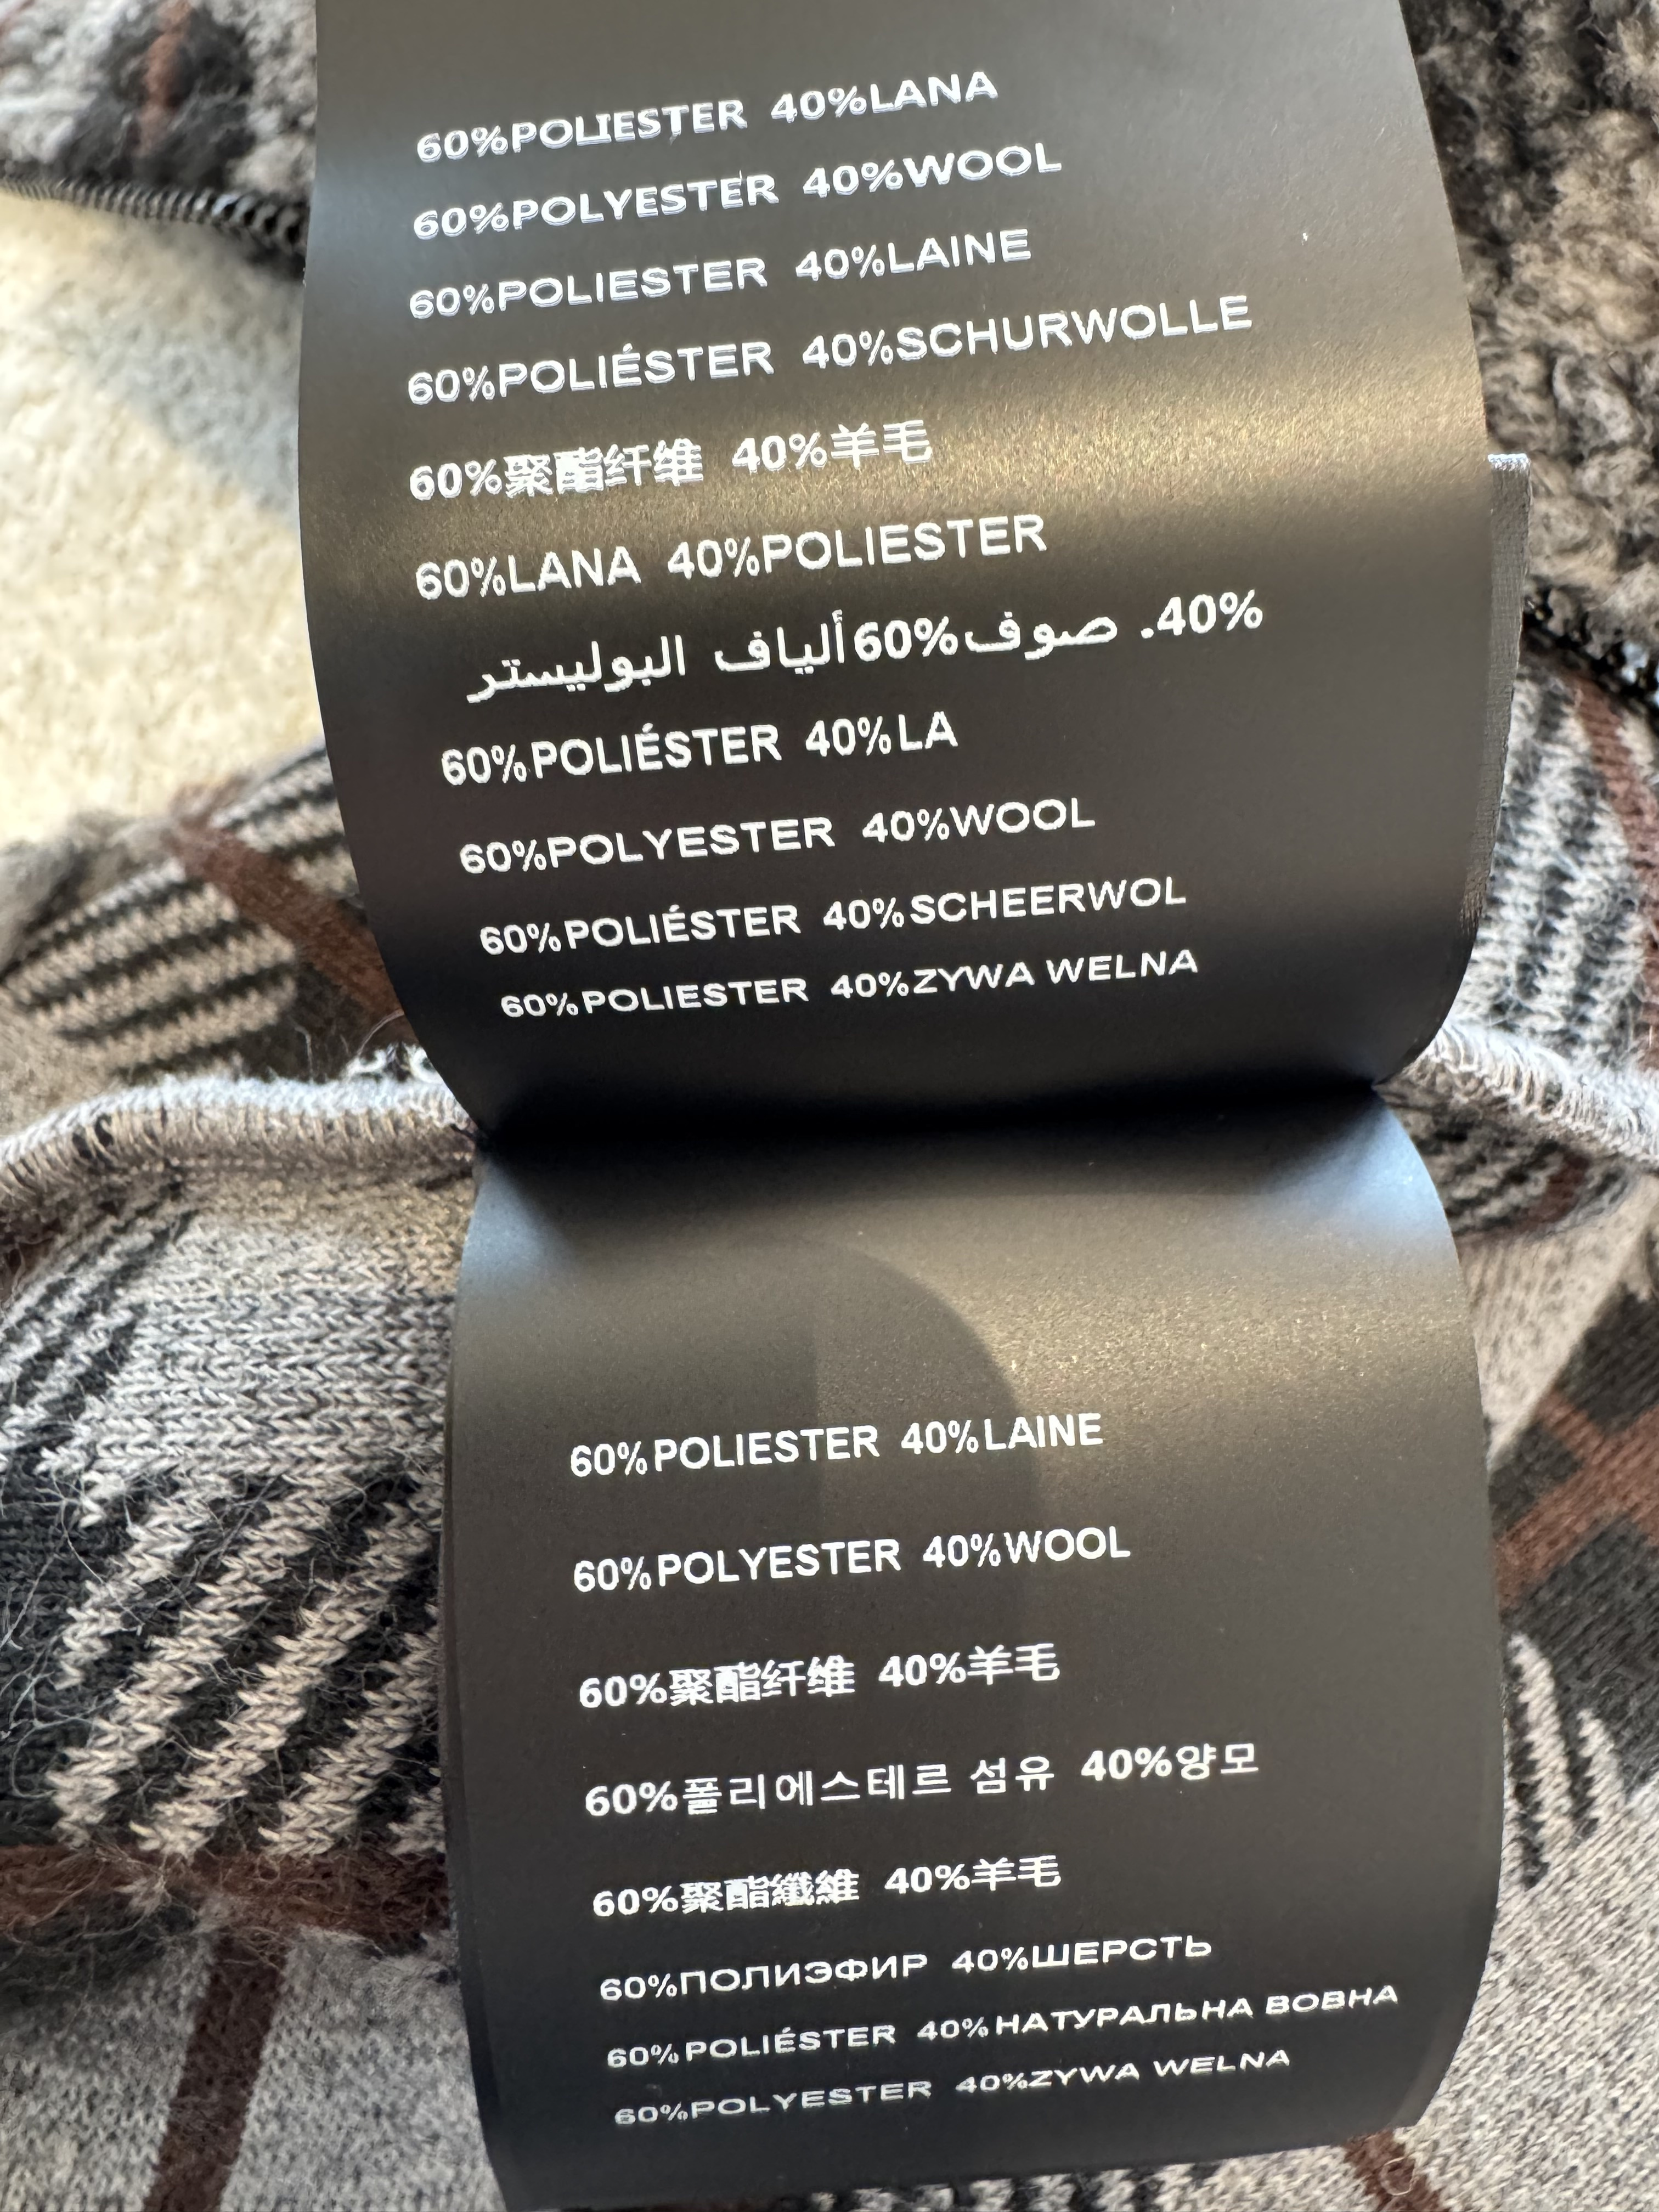 60%POLIESTER 40%LANA
60%POLYESTER 40%WOOL
60%POLIESTER 40%LAINE
60%POLIÉSTER 40%SCHURWOLLE
60%聚酯纤维 40%羊毛
60%LANA 40%POLIESTER
40%. صوف60%ألياف البوليستر
60%POLIÉSTER 40%LA
60%POLYESTER 40%WOOL
60%POLIÉSTER 40%SCHEERWOL
60%POLIESTER 40%ZYWA WELNA
60%POLIESTER 40%LAINE
60%POLYESTER 40%WOOL
60%聚酯纤维 40%羊毛
60%폴리에스테르 섬유 40%양모
60%聚酯纖維 40%羊毛
60%ПОЛИЭФИР 40%ШЕРСТЬ
60%POLIÉSTER 40%НАТУРАЛЬНА ВОВНА
60%POLYESTER 40%ZYWA WELNA